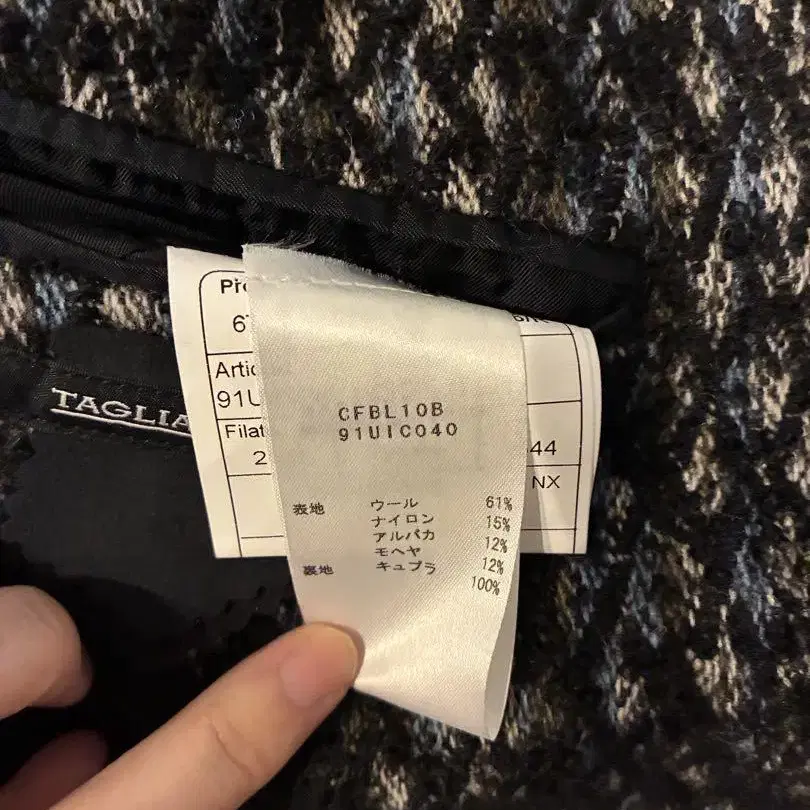 CFBL10B
91UIC040
表地 ウール 61%
ナイロン 15%
アルパカ 12%
モヘヤ 12%
裏地 キュプラ 100%
Artic
91U
Filat
2
44
NX
TAGLIA